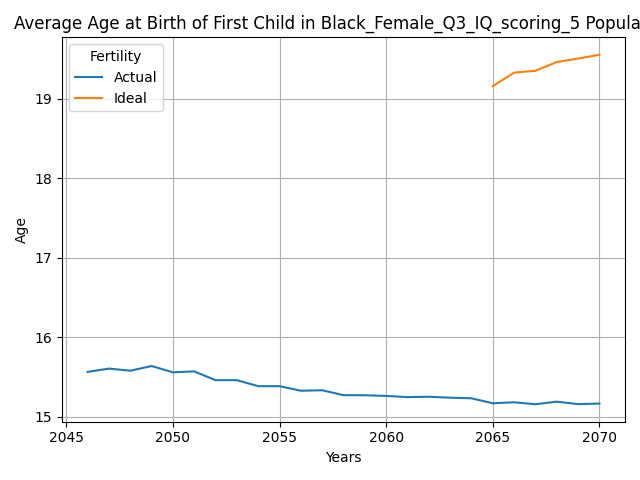 Average Age at Birth of First Child in Black_Female_Q3_IQ_scoring_5 Popula
Fertility
Actual
Ideal
19
18
17
16
15
Age
2045 2050 2055 2060 2065 2070
Years